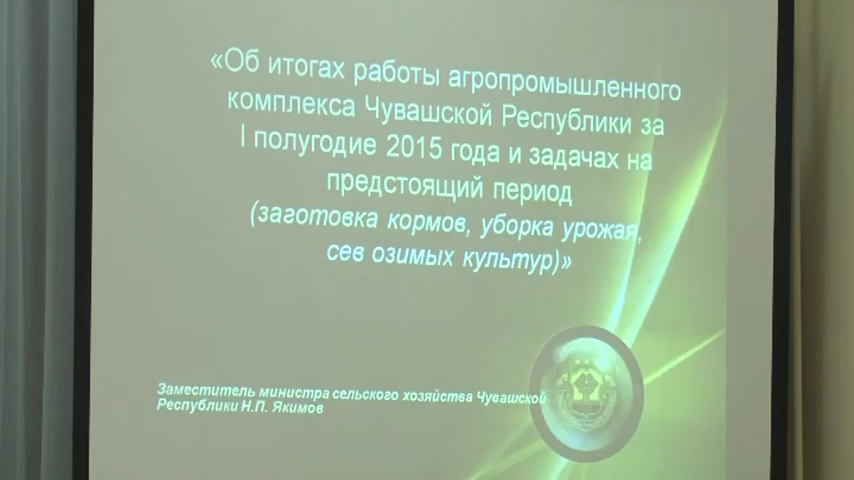 «Об итогах работы агропромышленного
комплекса Чувашской Республики за
I полугодие 2015 года и задачах на
предстоящий период
(заготовка кормов, уборка урожая,
сев озимых культур)»
Заместитель министра сельского хозяйства Чувашской
Республики Н.П. Якимов